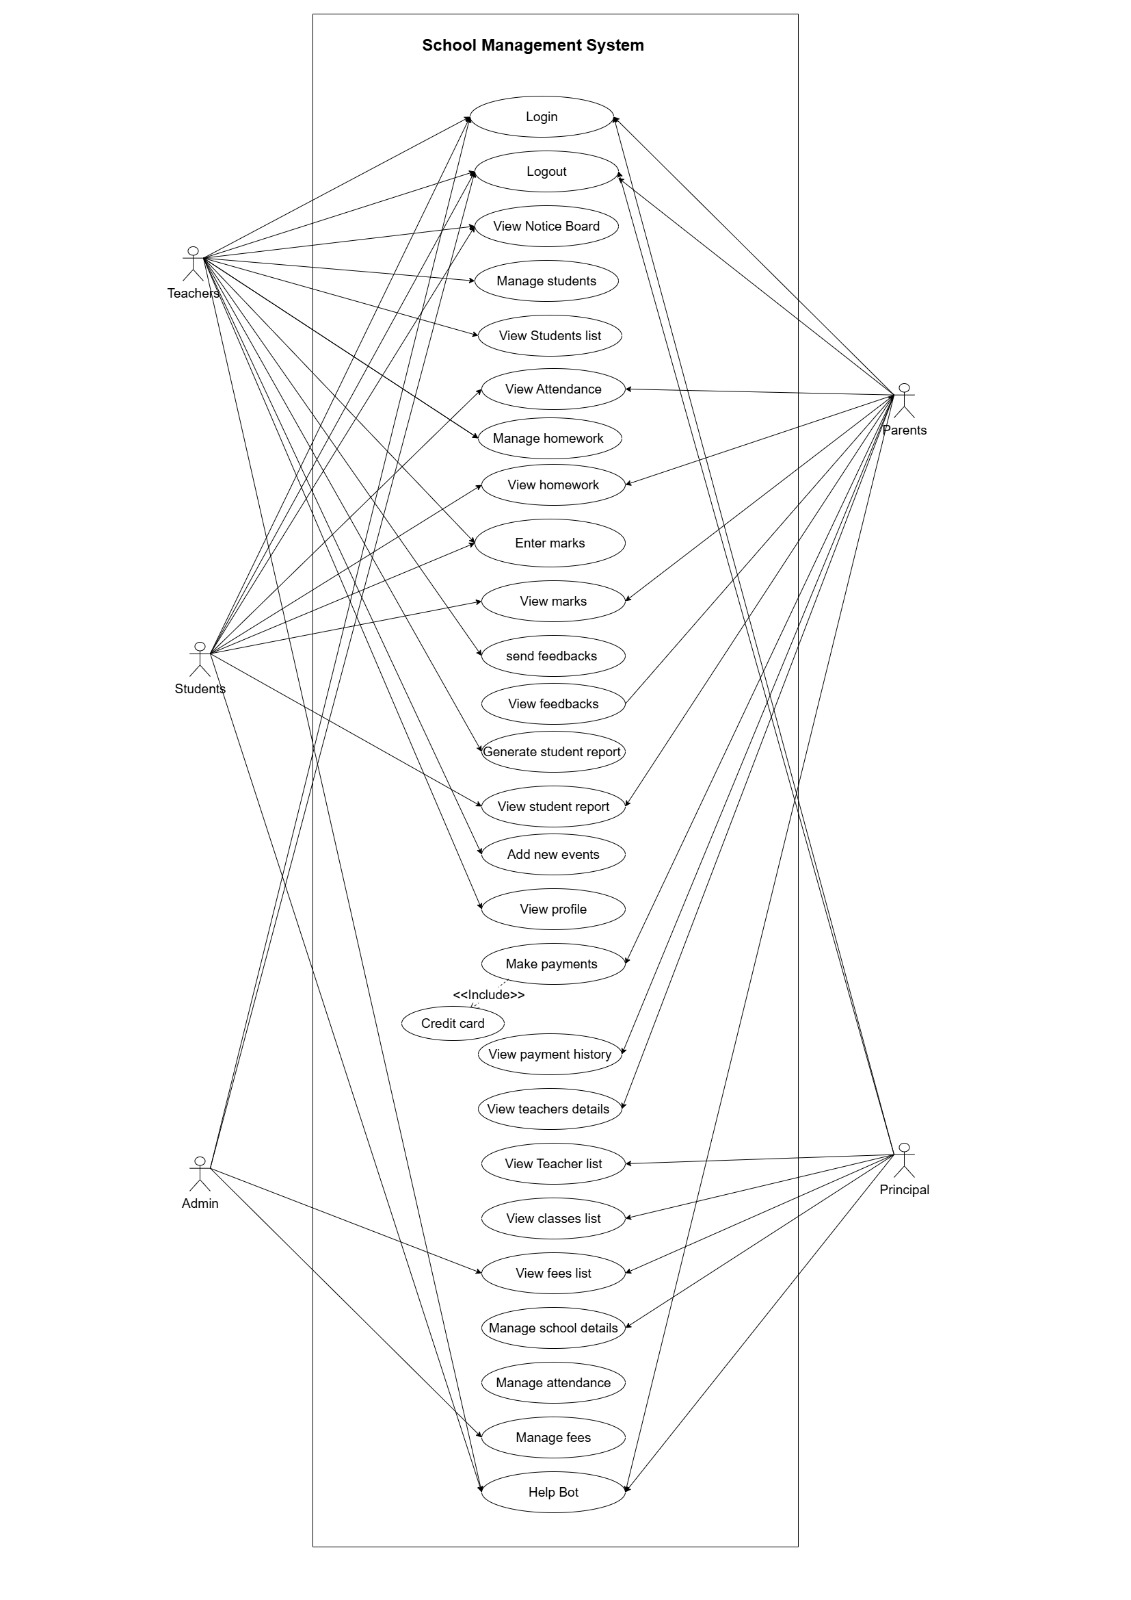 School Management System
Login
Logout
View Notice Board
Teachers
Manage students
View Students list
View Attendance
Parents
Manage homework
View homework
Enter marks
View marks
send feedbacks
Students
View feedbacks
Generate student report
View student report
Add new events
View profile
Make payments
<<Include>>
Credit card
View payment history
View teachers details
View Teacher list
Principal
Admin
View classes list
View fees list
Manage school details
Manage attendance
Manage fees
Help Bot